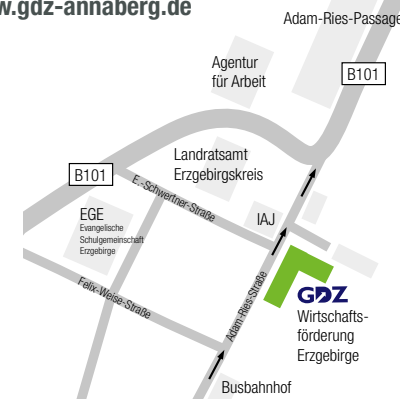 w.gdz-annaberg.de
Adam-Ries-Passage
Agentur
für Arbeit
B101
Landratsamt
Erzgebirgskreis
B101
E.-Schwertner-Straße
EGE
Evangelische
Schulgemeinschaft
Erzgebirge
IAJ
Felix-Weise-Straße
Adam-Ries-Straße
GDZ
Wirtschafts-
förderung
Erzgebirge
Busbahnhof